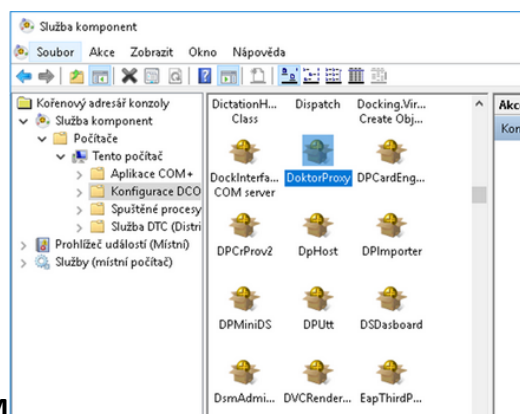 Služba komponent
Soubor Akce Zobrazit Okno Nápověda
Kořenový adresář konzoly
Služba komponent
Počítače
Tento počítač
Aplikace COM+
Konfigurace DCO
Spuštěné procesy
Služba DTC (Distri
Prohlížeč událostí (Místní)
Služby (místní počítač)
DictationH... Dispatch Docking.Vir...
Class Create Obj...
DockInterfa... DoktorProxy DPCardEng...
COM server
DPCrProv2 DpHost DPImporter
DPMiniDS DPUtt DSDasboard
DsmAdmi... DVCRender... EapThirdP...
Akce
Kon
M